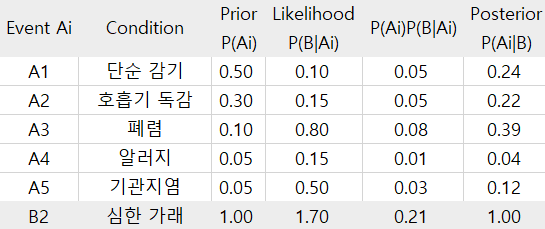 Event Ai Condition Prior P(Ai) Likelihood P(B|Ai) P(Ai)P(B|Ai) Posterior P(Ai|B)
A1 단순 감기 0.50 0.10 0.05 0.24
A2 호흡기 독감 0.30 0.15 0.05 0.22
A3 폐렴 0.10 0.80 0.08 0.39
A4 알러지 0.05 0.15 0.01 0.04
A5 기관지염 0.05 0.50 0.03 0.12
B2 심한 가래 1.00 1.70 0.21 1.00